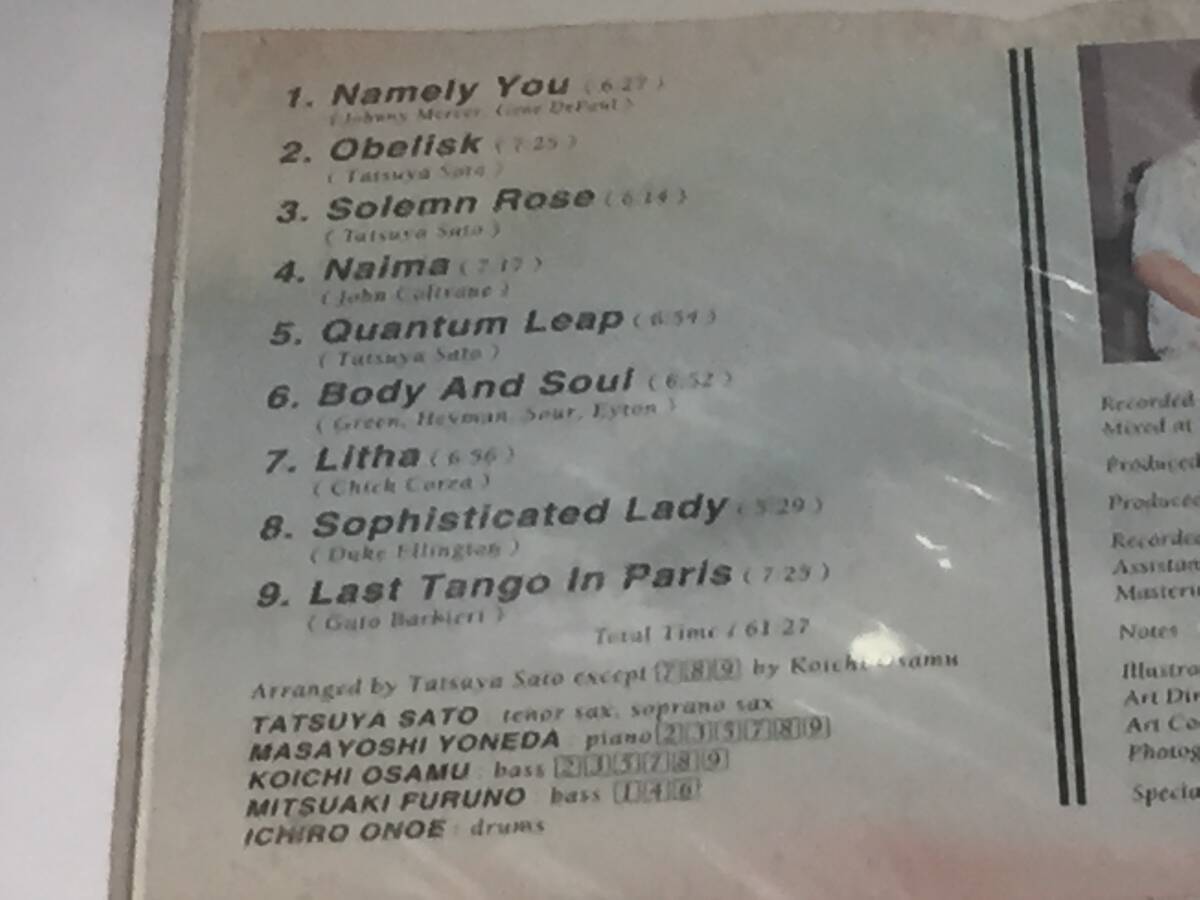 1. Namely You ( 6:27 )
( Johnny Mercer, Gene DePaul )
2. Obelisk ( 7:25 )
( Tatsuya Sato )
3. Solemn Rose ( 6:14 )
( Tatsuya Sato )
4. Naima ( 7:17 )
( John Coltrane )
5. Quantum Leap ( 6:54 )
( Tatsuya Sato )
6. Body And Soul ( 6:52 )
( Green, Heyman, Sour, Eyton )
7. Litha ( 6:56 )
( Chick Corea )
8. Sophisticated Lady ( 5:29 )
( Duke Ellington )
9. Last Tango In Paris ( 7:25 )
( Gato Barbieri )
Total Time / 61:27
Arranged by Tatsuya Sato except 7 8 9 by Koichi Osamu
TATSUYA SATO : tenor sax, soprano sax
MASAYOSHI YONEDA : piano 2 3 5 7 8 9
KOICHI OSAMU : bass 2 3 5 7 8 9
MITSUAKI FURUNO : bass 1 4 6
ICHIRO ONOE : drums
Recorded
Mixed at
Produced
Produced
Recorded
Notes